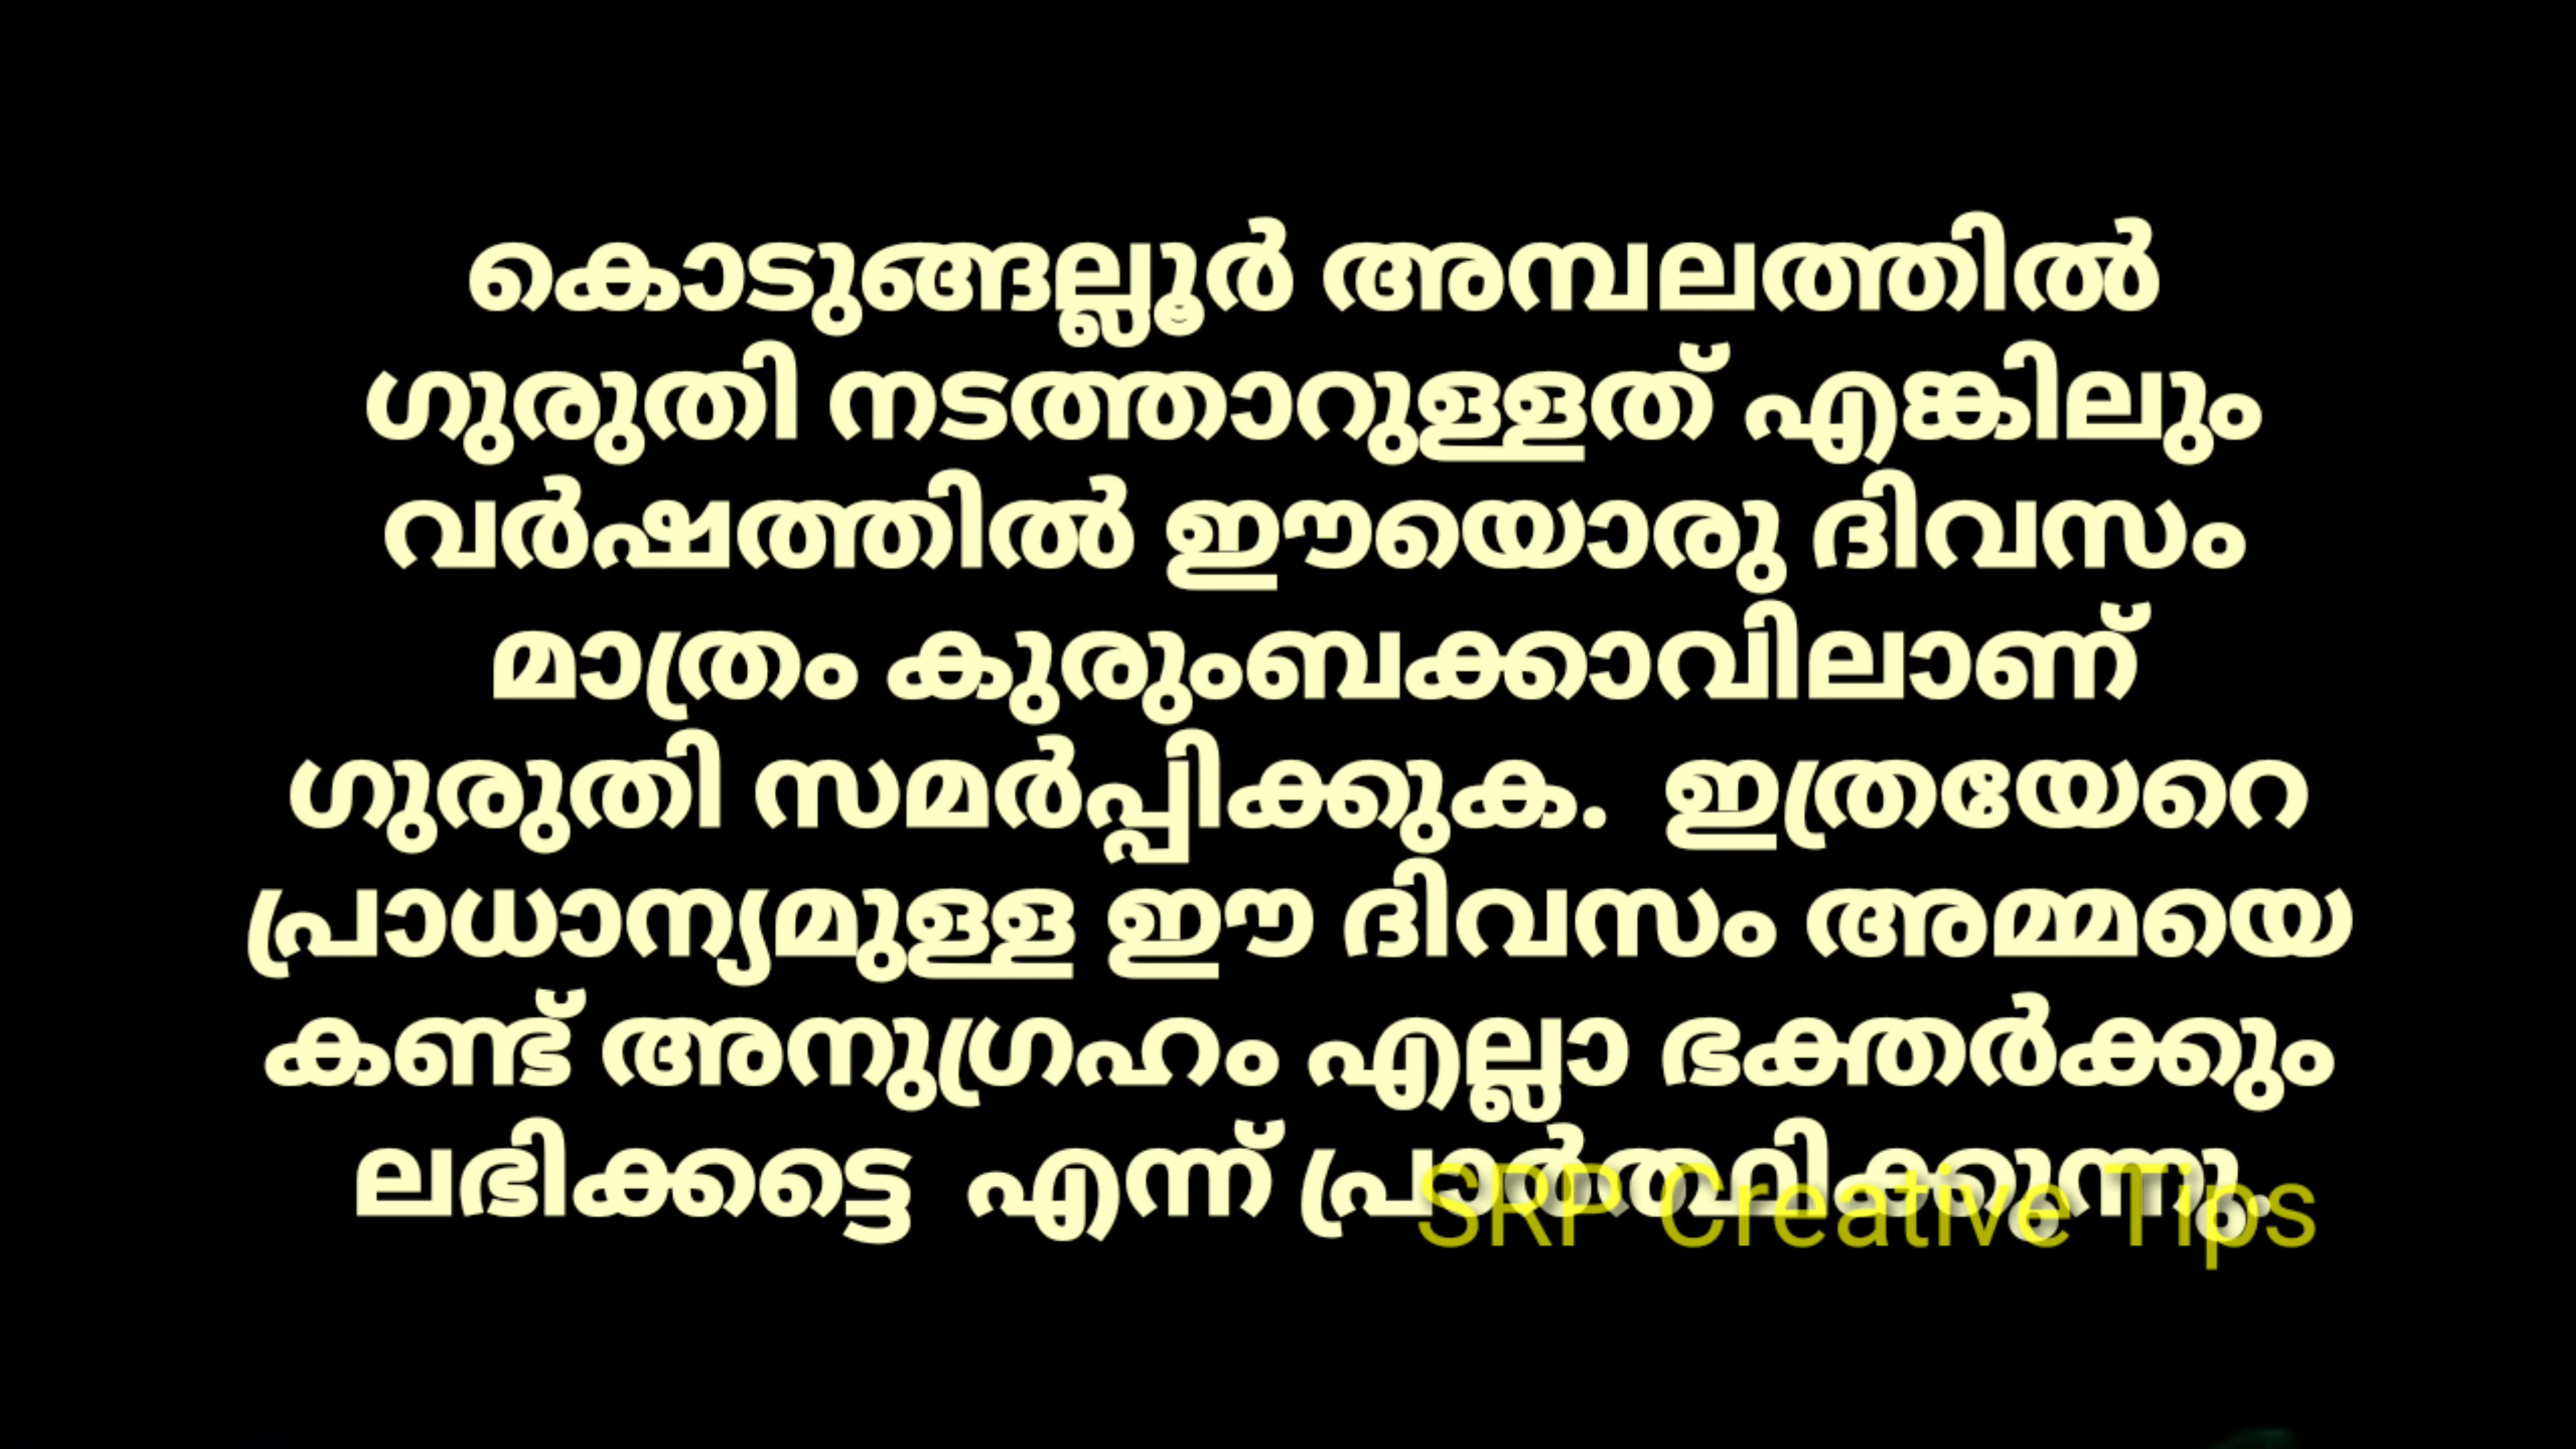 കൊടുങ്ങല്ലൂർ അമ്പലത്തിൽ
ഗുരുതി നടത്താറുള്ളത് എങ്കിലും
വർഷത്തിൽ ഈയൊരു ദിവസം
മാത്രം കുരുംബക്കാവിലാണ്
ഗുരുതി സമർപ്പിക്കുക. ഇത്രയേറെ
പ്രാധാന്യമുള്ള ഈ ദിവസം അമ്മയെ
കണ്ട് അനുഗ്രഹം എല്ലാ ഭക്തർക്കും
ലഭിക്കട്ടെ എന്ന് പ്രാർത്ഥിക്കുന്നു.
SRP Creative Tips